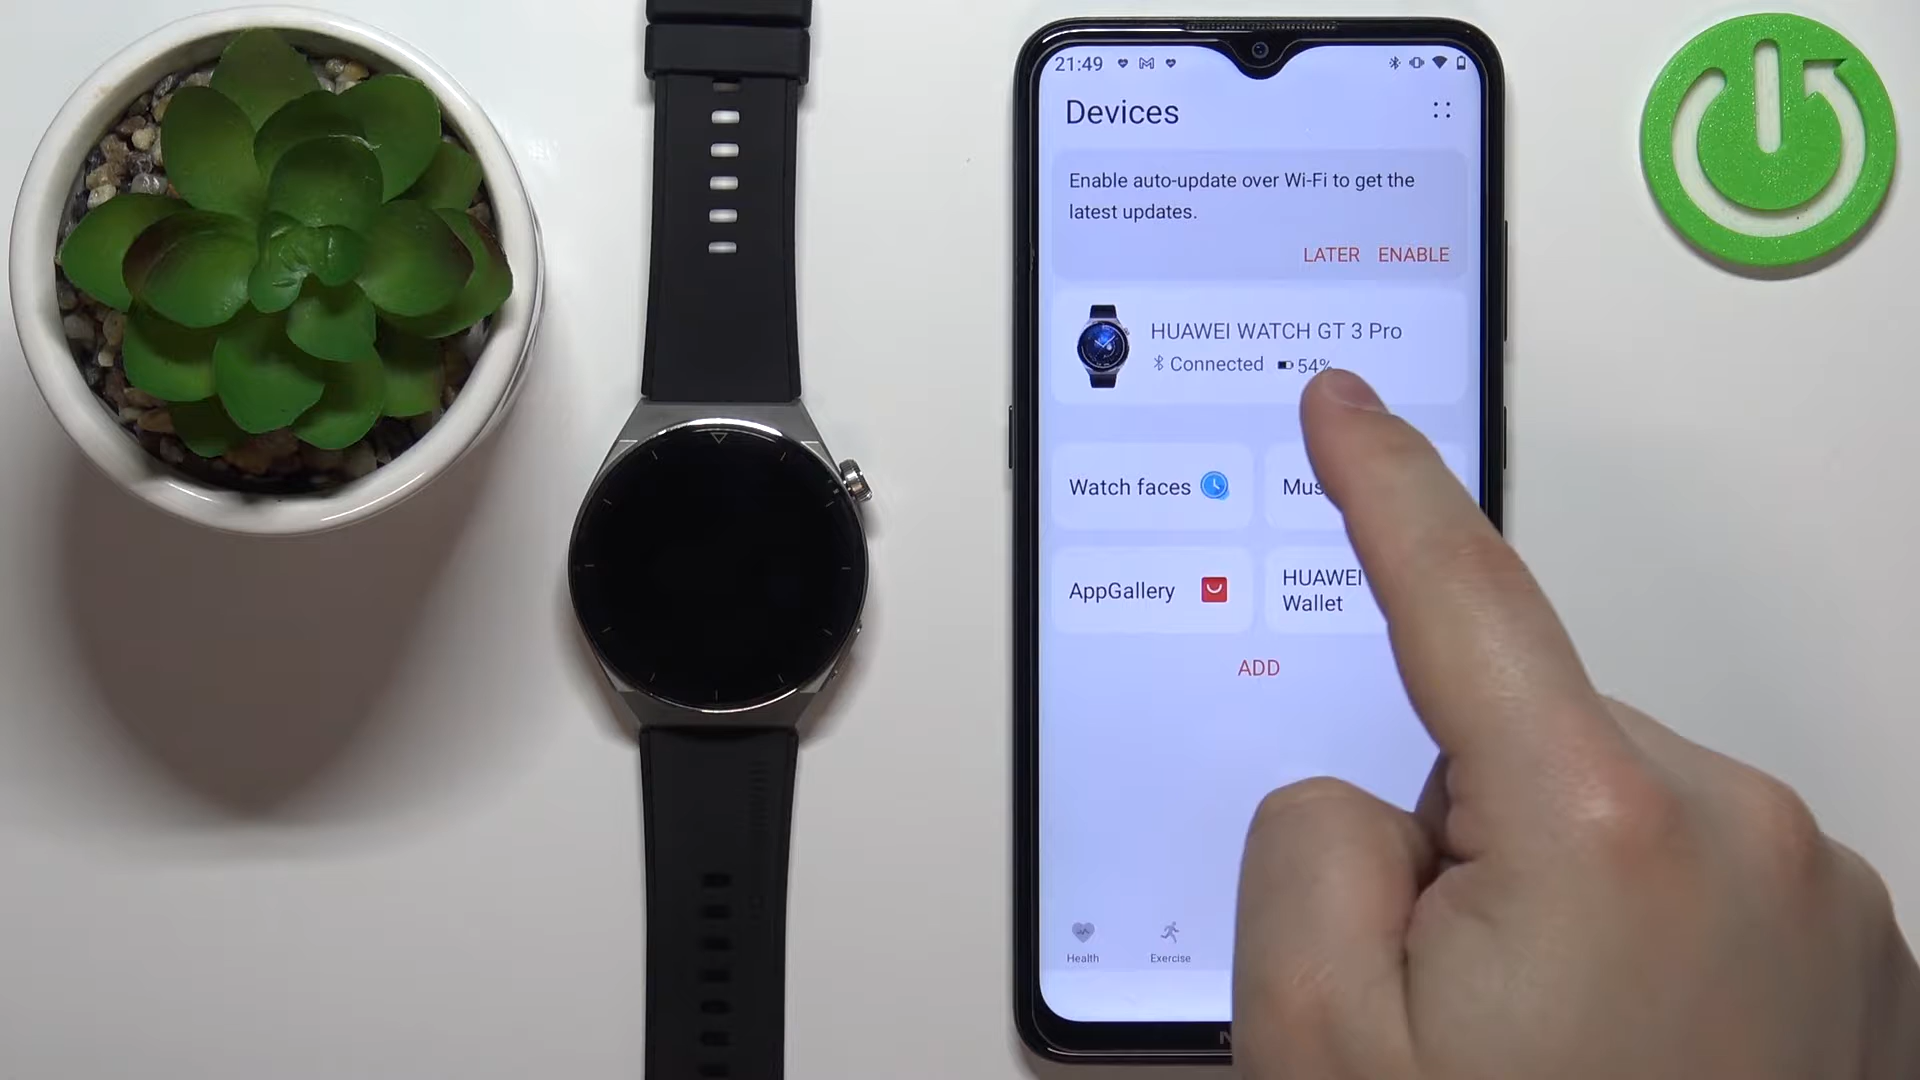 21:49
Devices
Enable auto-update over Wi-Fi to get the
latest updates.
LATER ENABLE
HUAWEI WATCH GT 3 Pro
Connected 54%
Watch faces
Mus
AppGallery
HUAWEI
Wallet
ADD
Health
Exercise